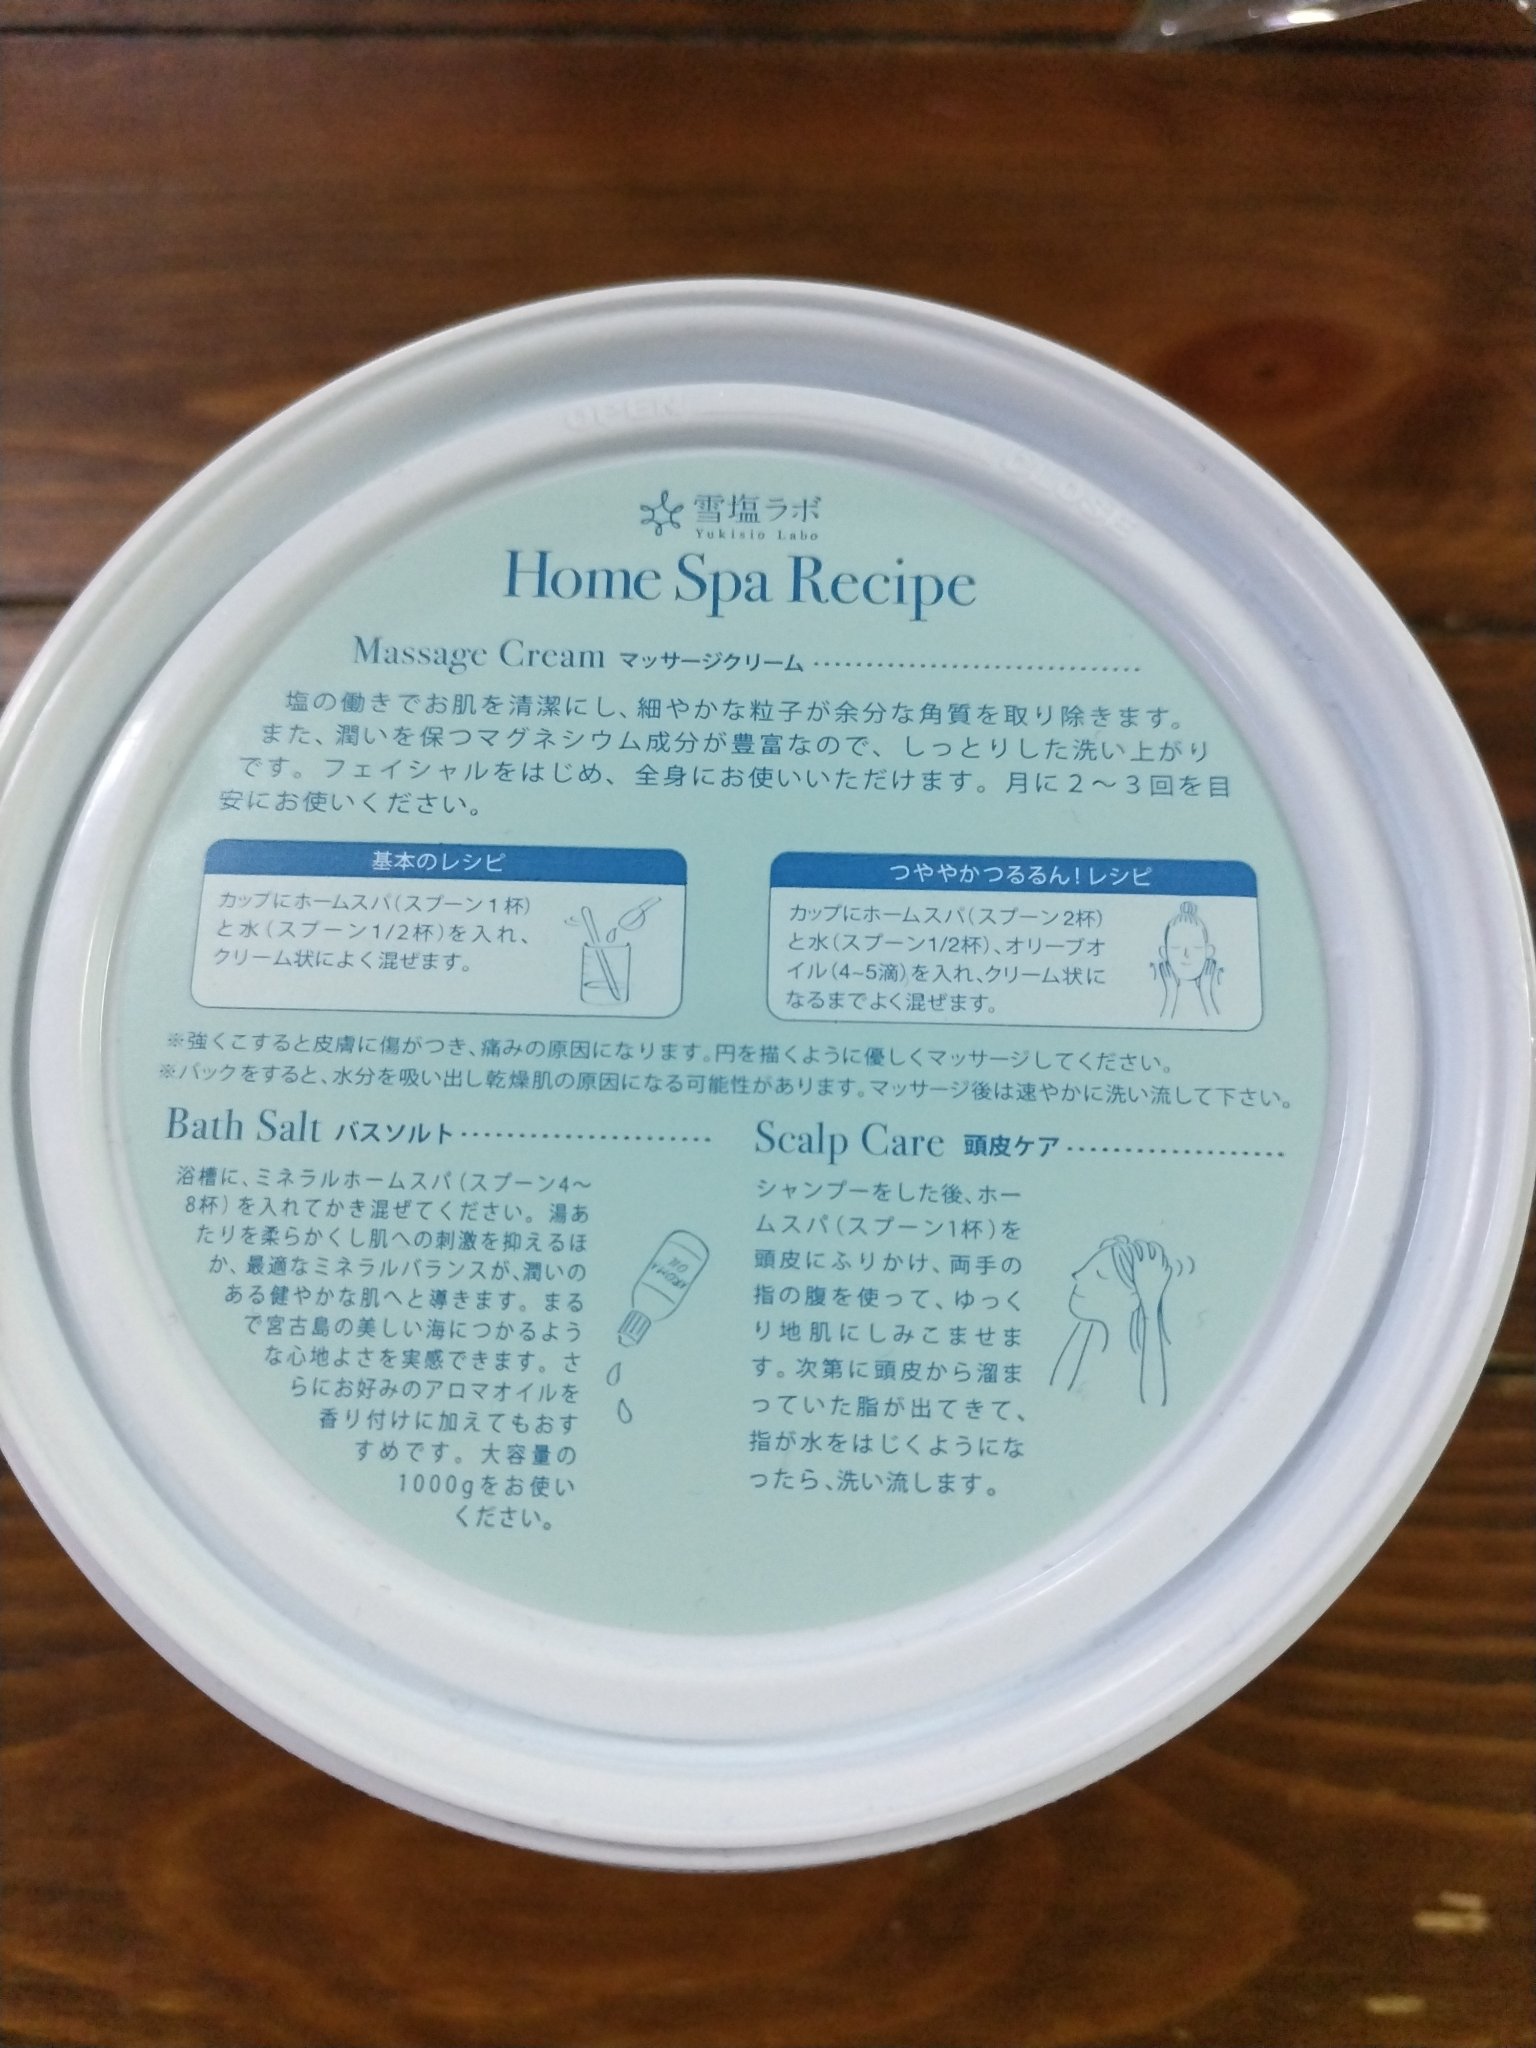 OPEN
CLOSE
雪塩ラボ
Yukisio Labo
Home Spa Recipe
Massage Cream マッサージクリーム
塩の働きでお肌を清潔にし、細やかな粒子が余分な角質を取り除きます。
また、潤いを保つマグネシウム成分が豊富なので、しっとりした洗い上がり
です。フェイシャルをはじめ、全身にお使いいただけます。月に2〜3回を目
安にお使いください。
基本のレシピ
カップにホームスパ(スプーン1杯)
と水(スプーン1/2杯)を入れ、
クリーム状によく混ぜます。
つややかつるるん!レシピ
カップにホームスパ(スプーン2杯)
と水(スプーン1/2杯)、オリーブオ
イル(4~5滴)を入れ、クリーム状に
なるまでよく混ぜます。
※強くこすると皮膚に傷がつき、痛みの原因になります。円を描くように優しくマッサージしてください。
※パックをすると、水分を吸い出し乾燥肌の原因になる可能性があります。マッサージ後は速やかに洗い流して下さい。
Bath Salt バスソルト
浴槽に、ミネラルホームスパ(スプーン4〜
8杯)を入れてかき混ぜてください。湯あ
たりを柔らかくし肌への刺激を抑えるほ
か、最適なミネラルバランスが、潤いの
ある健やかな肌へと導きます。まる
で宮古島の美しい海につかるよう
な心地よさを実感できます。さ
らにお好みのアロマオイルを
香り付けに加えてもおす
すめです。大容量の
1000gをお使い
ください。
AROMA
OIL
Scalp Care 頭皮ケア
シャンプーをした後、ホー
ムスパ(スプーン1杯)を
頭皮にふりかけ、両手の
指の腹を使って、ゆっく
り地肌にしみこませま
す。次第に頭皮から溜ま
っていた脂が出てきて、
指が水をはじくようにな
ったら、洗い流します。